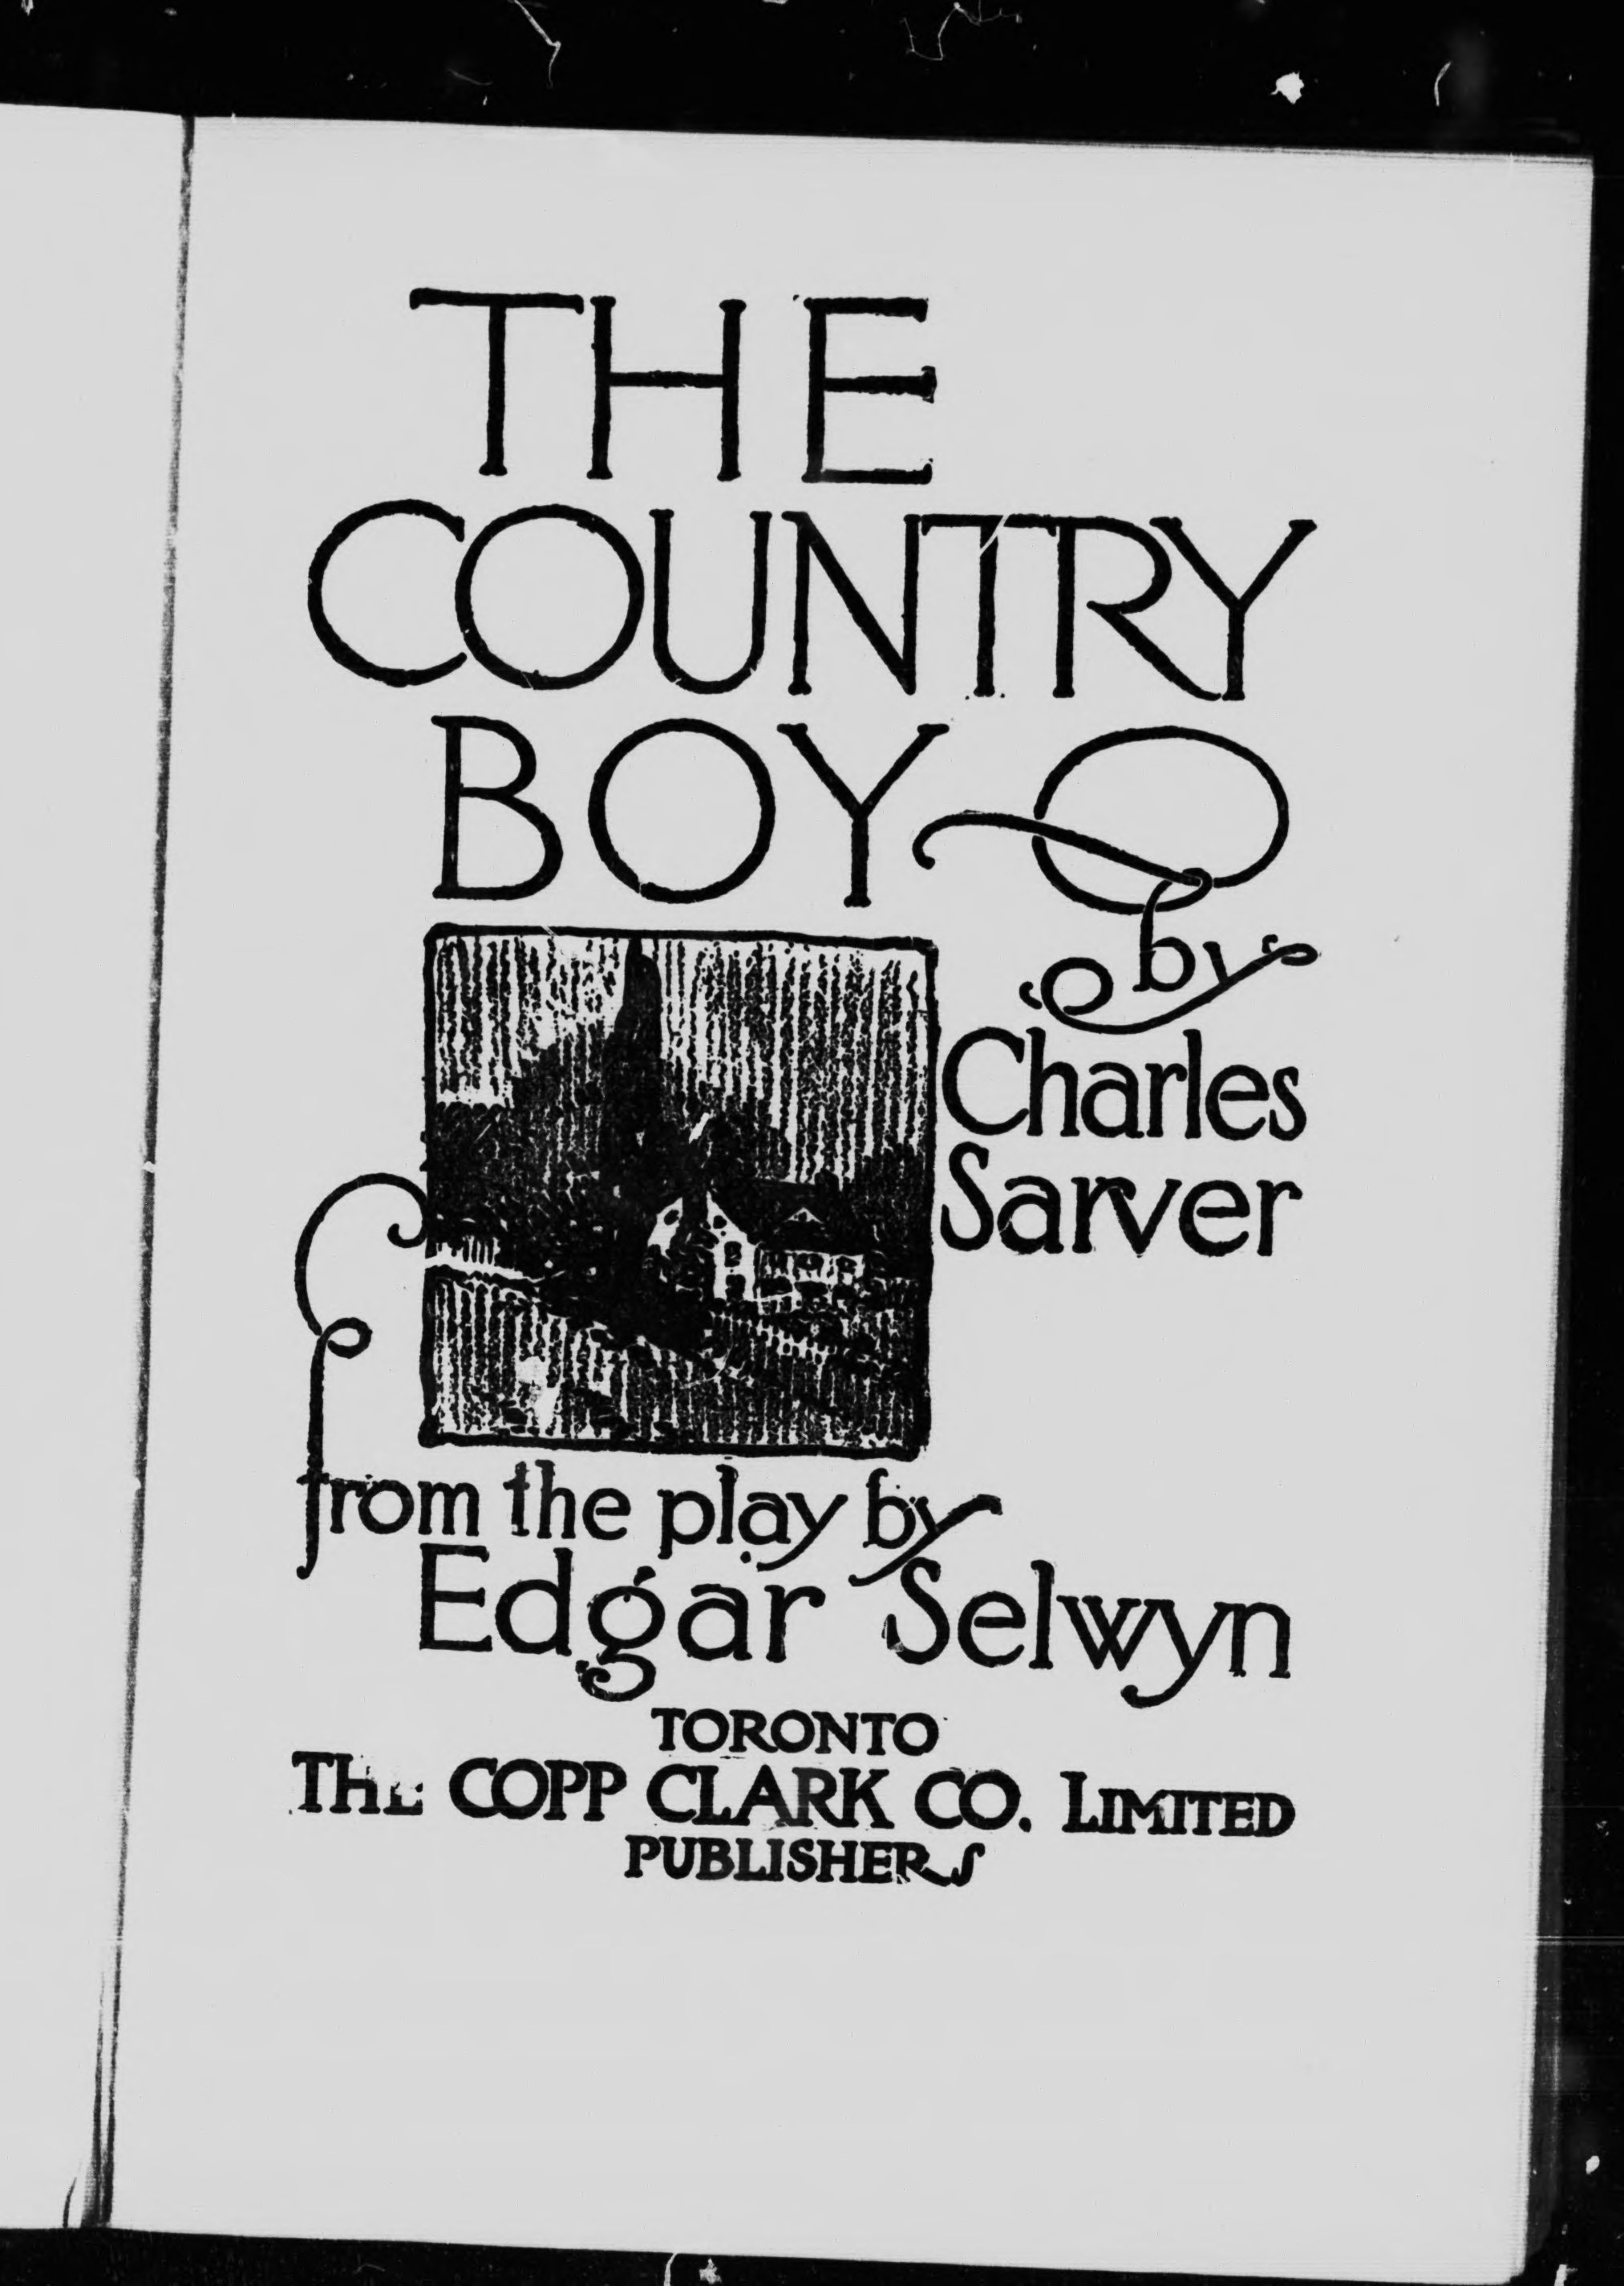 THE
COUNTRY
BOY
by
Charles
Sarver
from the play by
Edgar Selwyn
TORONTO
THE COPP CLARK CO. LIMITED
PUBLISHERS